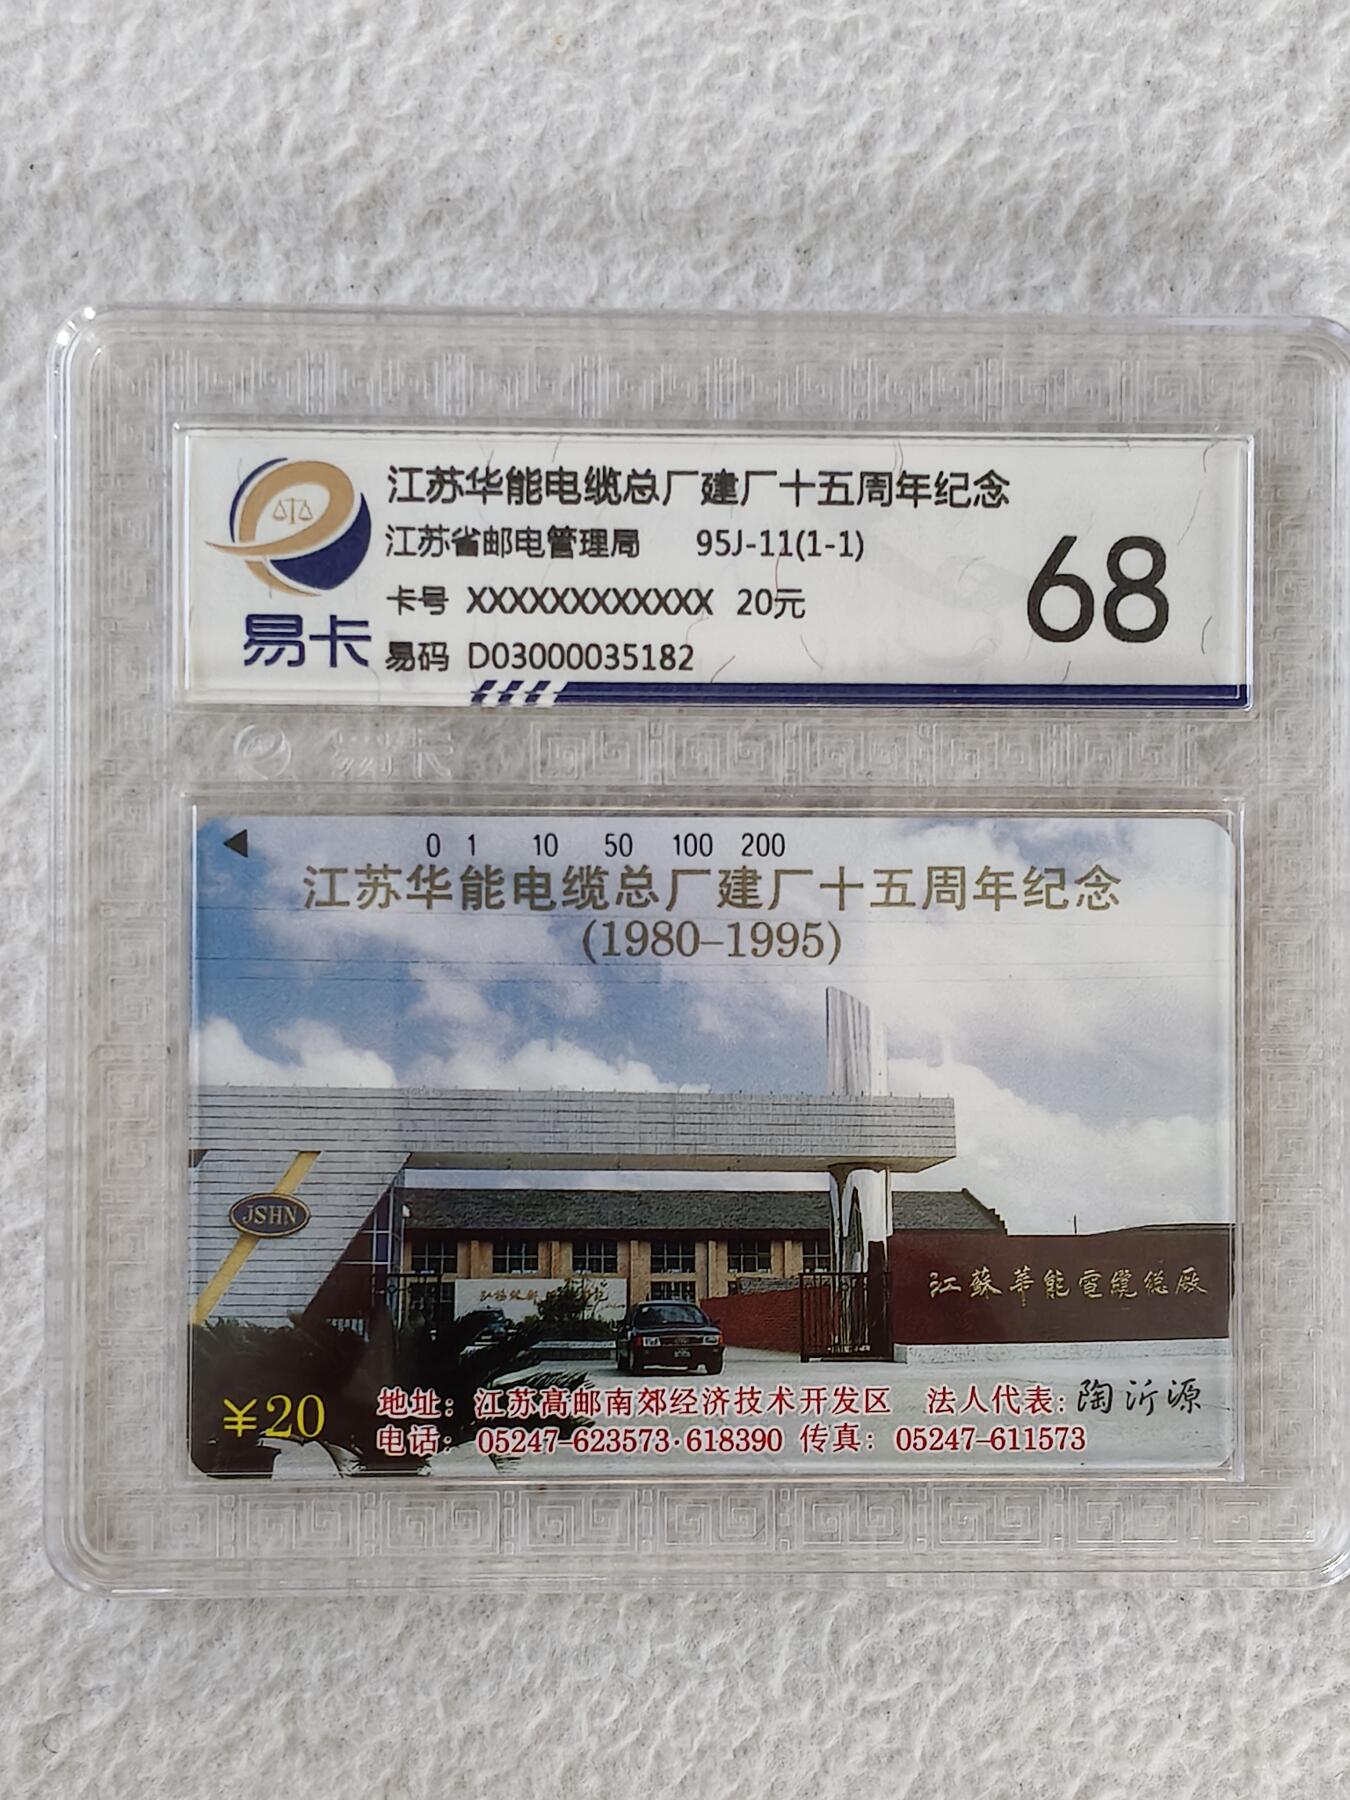 江苏华能电缆总厂建厂十五周年纪念
江苏省邮电管理局 95J-11(1-1)
卡号 XXXXXXXXXXXX 20元
易码 D03000035182
易卡
68
易卡
0 1 10 50 100 200
江苏华能电缆总厂建厂十五周年纪念
(1980–1995)
JSHN
江蘇華能電纜總廠
¥20
地址：江苏高邮南郊经济技术开发区 法人代表：陶沂源
电话：05247–623573·618390 传真：05247–611573